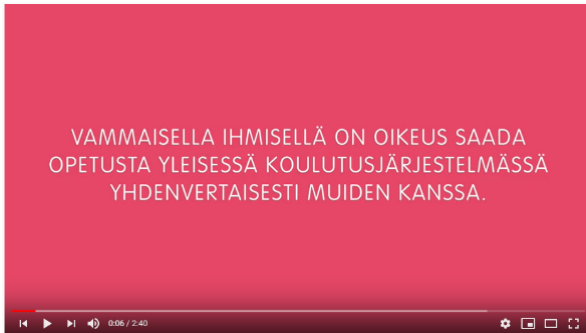 VAMMAISELLA IHMISELLÄ ON OIKEUS SAADA
OPETUSTA YLEISESSÄ KOULUTUSJÄRJESTELMÄSSÄ
YHDENVERTAISESTI MUIDEN KANSSA.
0:06 / 2:40